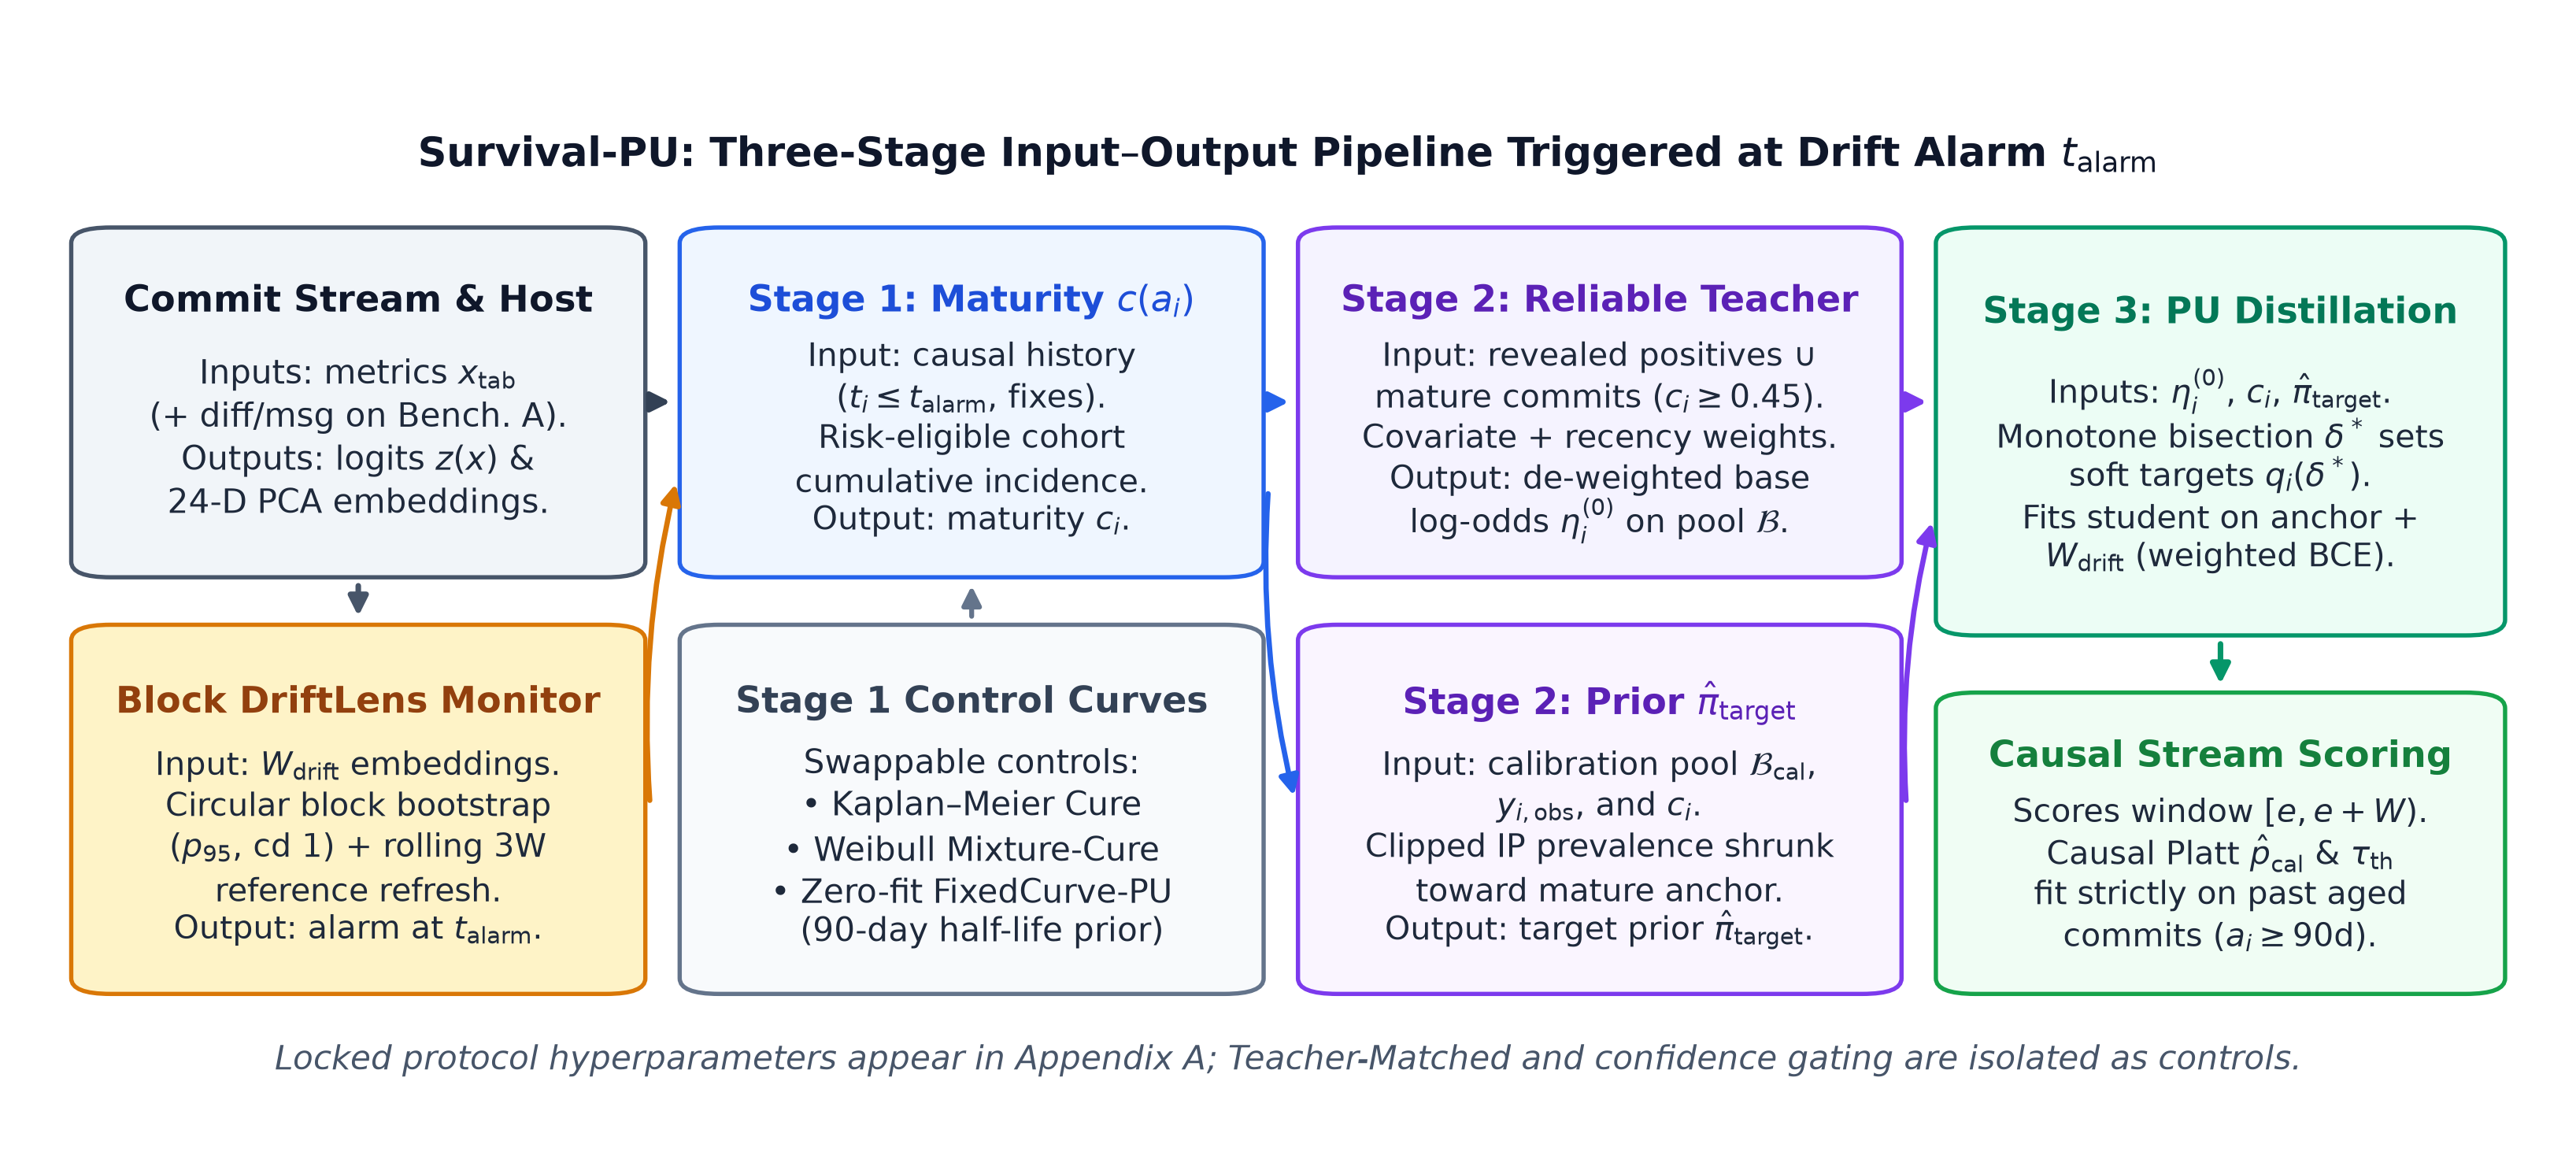 Survival-PU: Three-Stage Input–Output Pipeline Triggered at Drift Alarm t_alarm
Commit Stream & Host
Inputs: metrics x_tab
(+ diff/msg on Bench. A).
Outputs: logits z(x) &
24-D PCA embeddings.
Block DriftLens Monitor
Input: W_drift embeddings.
Circular block bootstrap
(p_95, cd 1) + rolling 3W
reference refresh.
Output: alarm at t_alarm.
Stage 1: Maturity c(a_i)
Input: causal history
(t_i ≤ t_alarm, fixes).
Risk-eligible cohort
cumulative incidence.
Output: maturity c_i.
Stage 1 Control Curves
Swappable controls:
• Kaplan–Meier Cure
• Weibull Mixture-Cure
• Zero-fit FixedCurve-PU
(90-day half-life prior)
Stage 2: Reliable Teacher
Input: revealed positives ∪
mature commits (c_i ≥ 0.45).
Covariate + recency weights.
Output: de-weighted base
log-odds η_i^(0) on pool ℬ.
Stage 2: Prior π̂_target
Input: calibration pool ℬ_cal,
y_i,obs, and c_i.
Clipped IP prevalence shrunk
toward mature anchor.
Output: target prior π̂_target.
Stage 3: PU Distillation
Inputs: η_i^(0), c_i, π̂_target.
Monotone bisection δ* sets
soft targets q_i(δ*).
Fits student on anchor +
W_drift (weighted BCE).
Causal Stream Scoring
Scores window [e, e + W).
Causal Platt p̂_cal & τ_th
fit strictly on past aged
commits (a_i ≥ 90d).
Locked protocol hyperparameters appear in Appendix A; Teacher-Matched and confidence gating are isolated as controls.